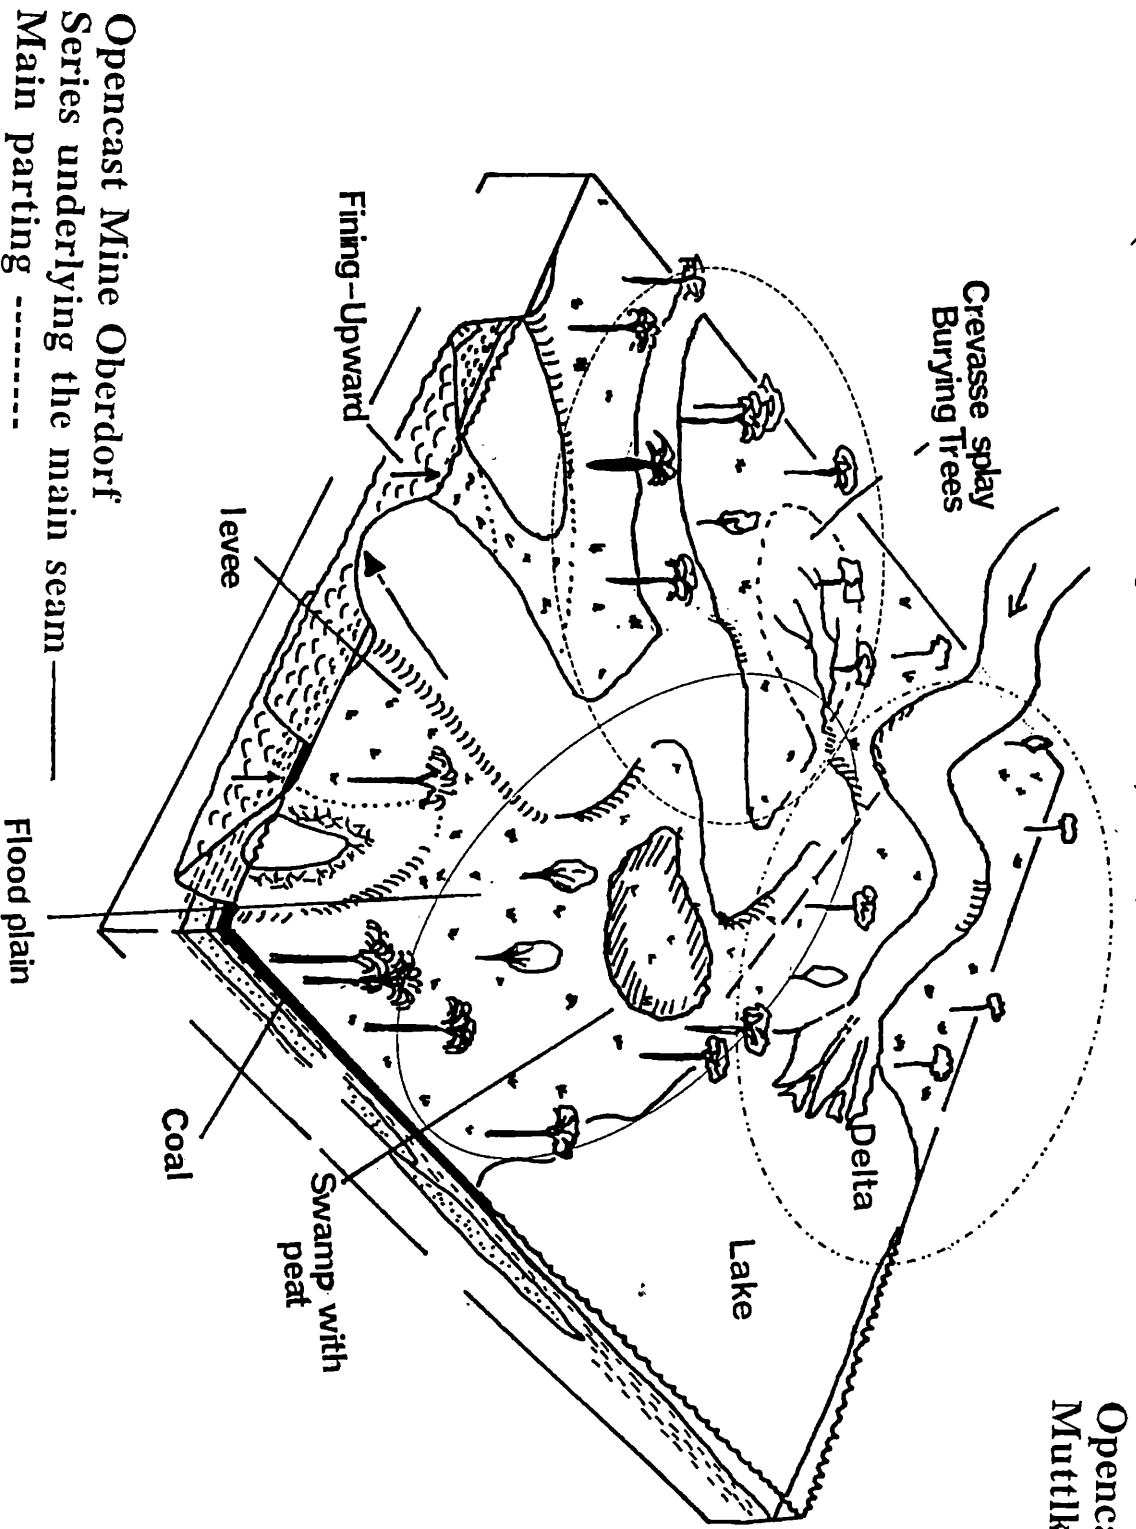 Crevasse splay
Burying Trees
Fining-Upward
levee
Flood plain
Coal
Swamp with
peat
Delta
Lake
Opencast Mine Oberdorf
Series underlying the main seam
Main parting